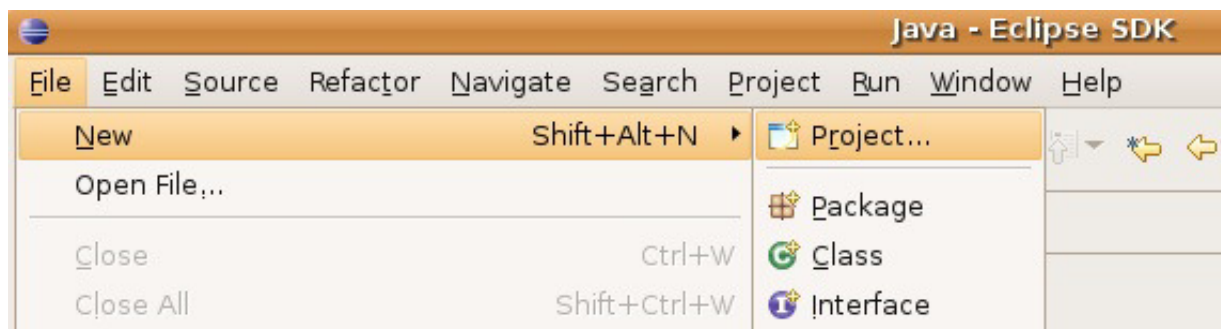 Java - Eclipse SDK
File Edit Source Refactor Navigate Search Project Run Window Help
New Shift+Alt+N Project...
Open File...
Package
Close Ctrl+W Class
Close All Shift+Ctrl+W Interface